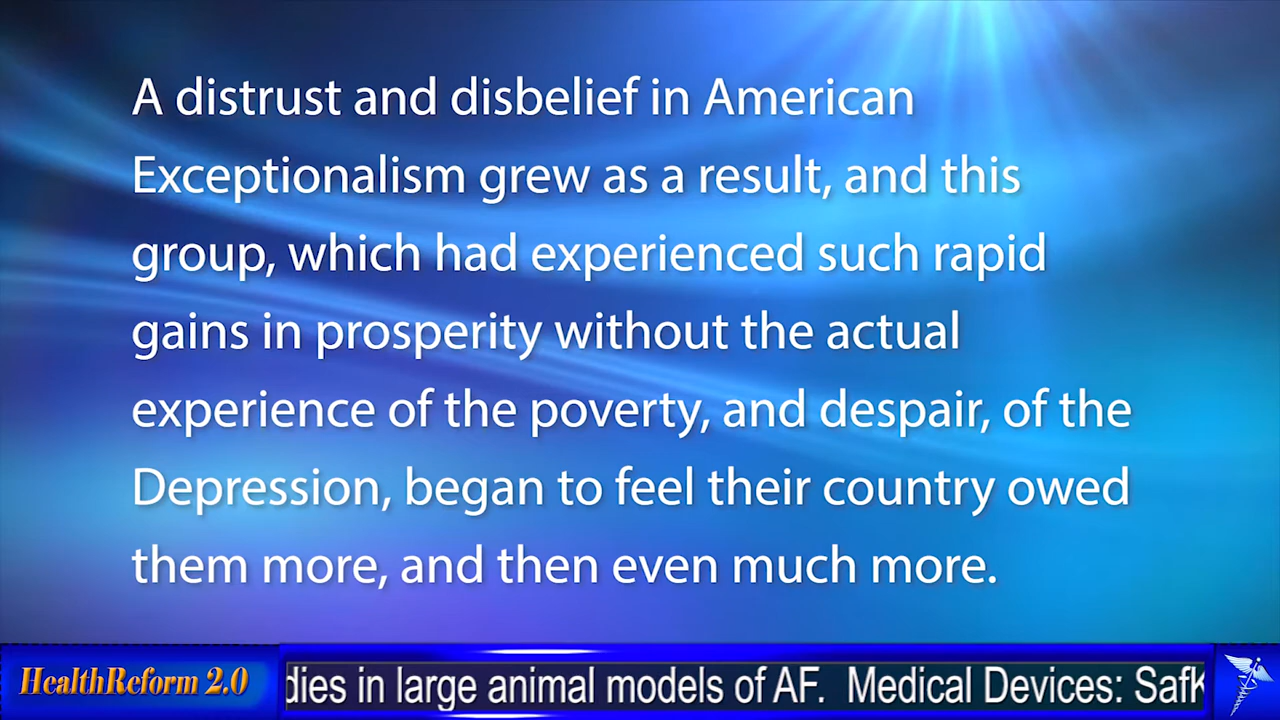 A distrust and disbelief in American
Exceptionalism grew as a result, and this
group, which had experienced such rapid
gains in prosperity without the actual
experience of the poverty, and despair, of the
Depression, began to feel their country owed
them more, and then even much more.
HealthReform 2.0
dies in large animal models of AF. Medical Devices: SafK